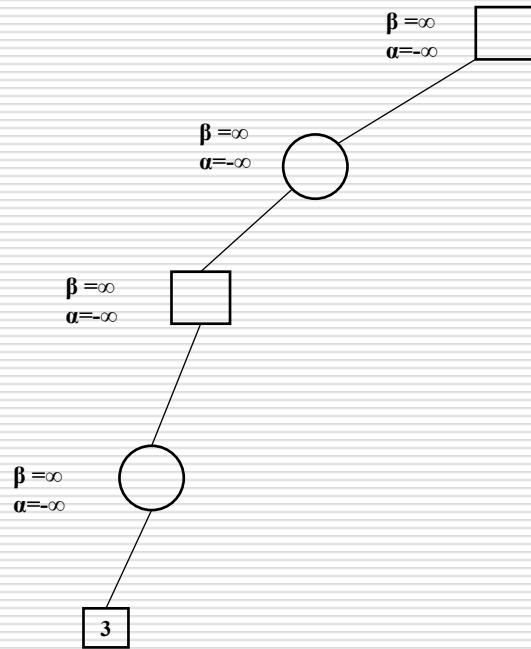 β =∞
α=-∞
β =∞
α=-∞
β =∞
α=-∞
β =∞
α=-∞
3